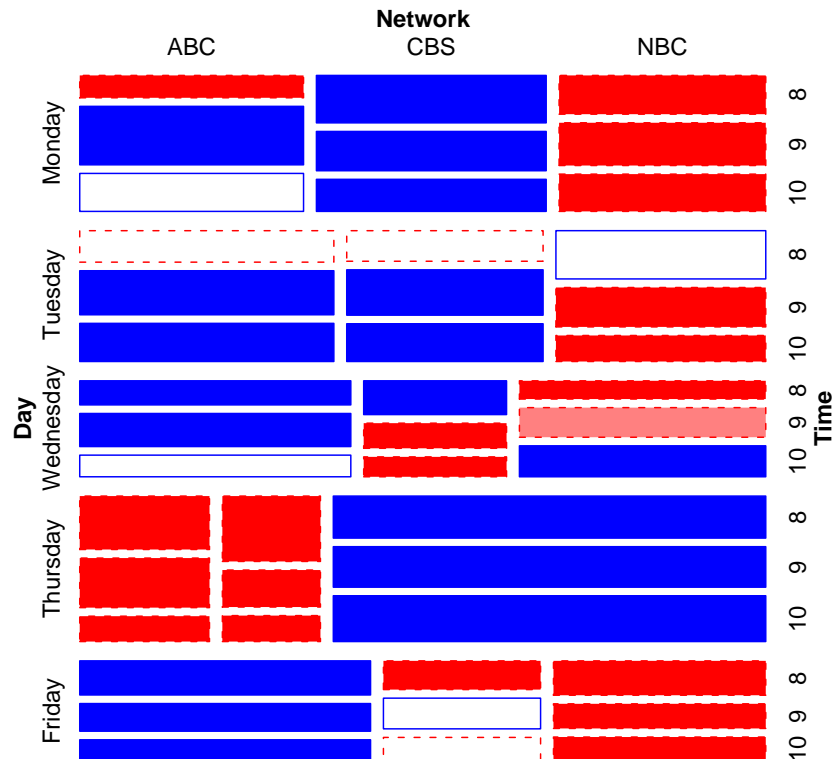 Network
ABC CBS NBC
Monday 8
9
10
Tuesday 8
9
10
Day Wednesday 8 Time
9
10
Thursday 8
9
10
Friday 8
9
10